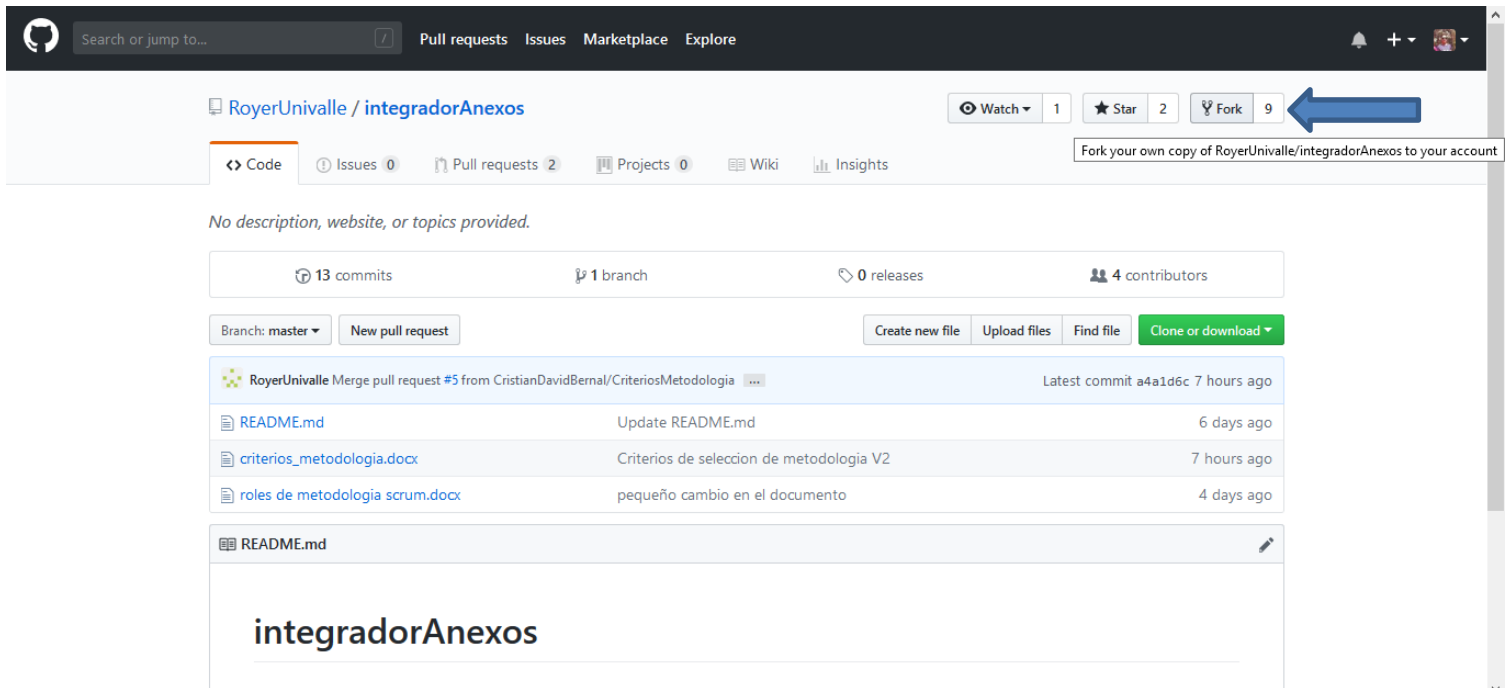 Search or jump to... / Pull requests Issues Marketplace Explore
RoyerUnivalle / integradorAnexos Watch 1 Star 2 Fork 9
Fork your own copy of RoyerUnivalle/integradorAnexos to your account
Code Issues 0 Pull requests 2 Projects 0 Wiki Insights
No description, website, or topics provided.
13 commits 1 branch 0 releases 4 contributors
Branch: master New pull request Create new file Upload files Find file Clone or download
RoyerUnivalle Merge pull request #5 from CristianDavidBernal/CriteriosMetodologia ... Latest commit a4a1d6c 7 hours ago
README.md Update README.md 6 days ago
criterios_metodologia.docx Criterios de seleccion de metodologia V2 7 hours ago
roles de metodologia scrum.docx pequeño cambio en el documento 4 days ago
README.md
integradorAnexos